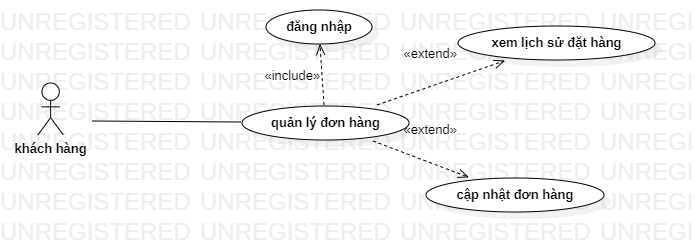 UNREGISTERED UNREGISTERED UNREGISTERED UNREGISTERED
đăng nhập
xem lịch sử đặt hàng
«extend»
«include»
quản lý đơn hàng
«extend»
khách hàng
cập nhật đơn hàng